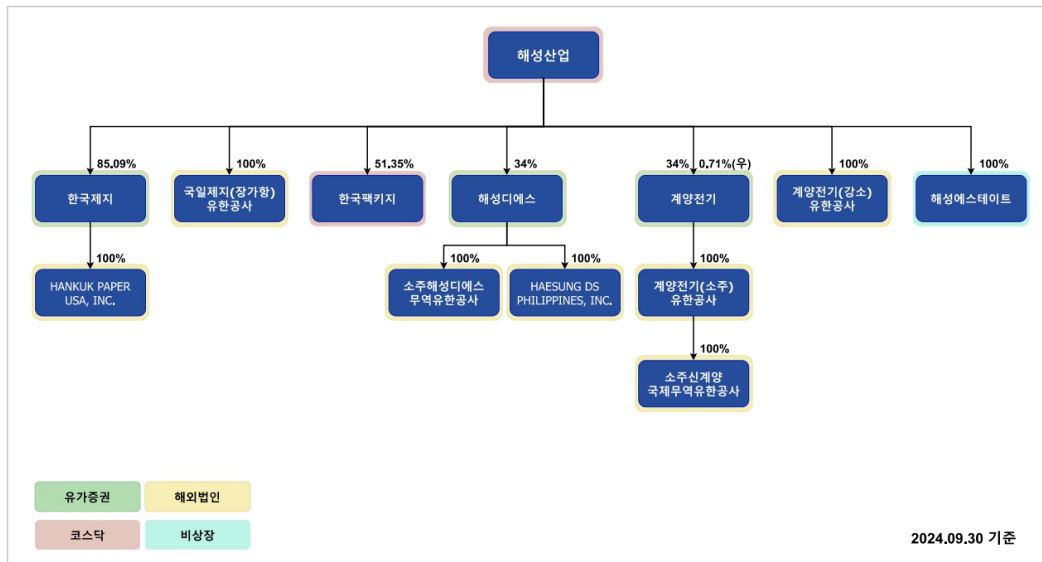 해성산업
85.09%
100%
51.35%
34%
34%
0.71%(우)
100%
100%
한국제지
국일제지(장가항)
유한공사
한국팩키지
해성디에스
계양전기
계양전기(강소)
유한공사
해성에스테이트
100%
100%
100%
100%
HANKUK PAPER
USA, INC.
소주해성디에스
무역유한공사
HAESUNG DS
PHILIPPINES, INC.
계양전기(소주)
유한공사
100%
소주신계양
국제무역유한공사
유가증권
해외법인
코스닥
비상장
2024.09.30 기준